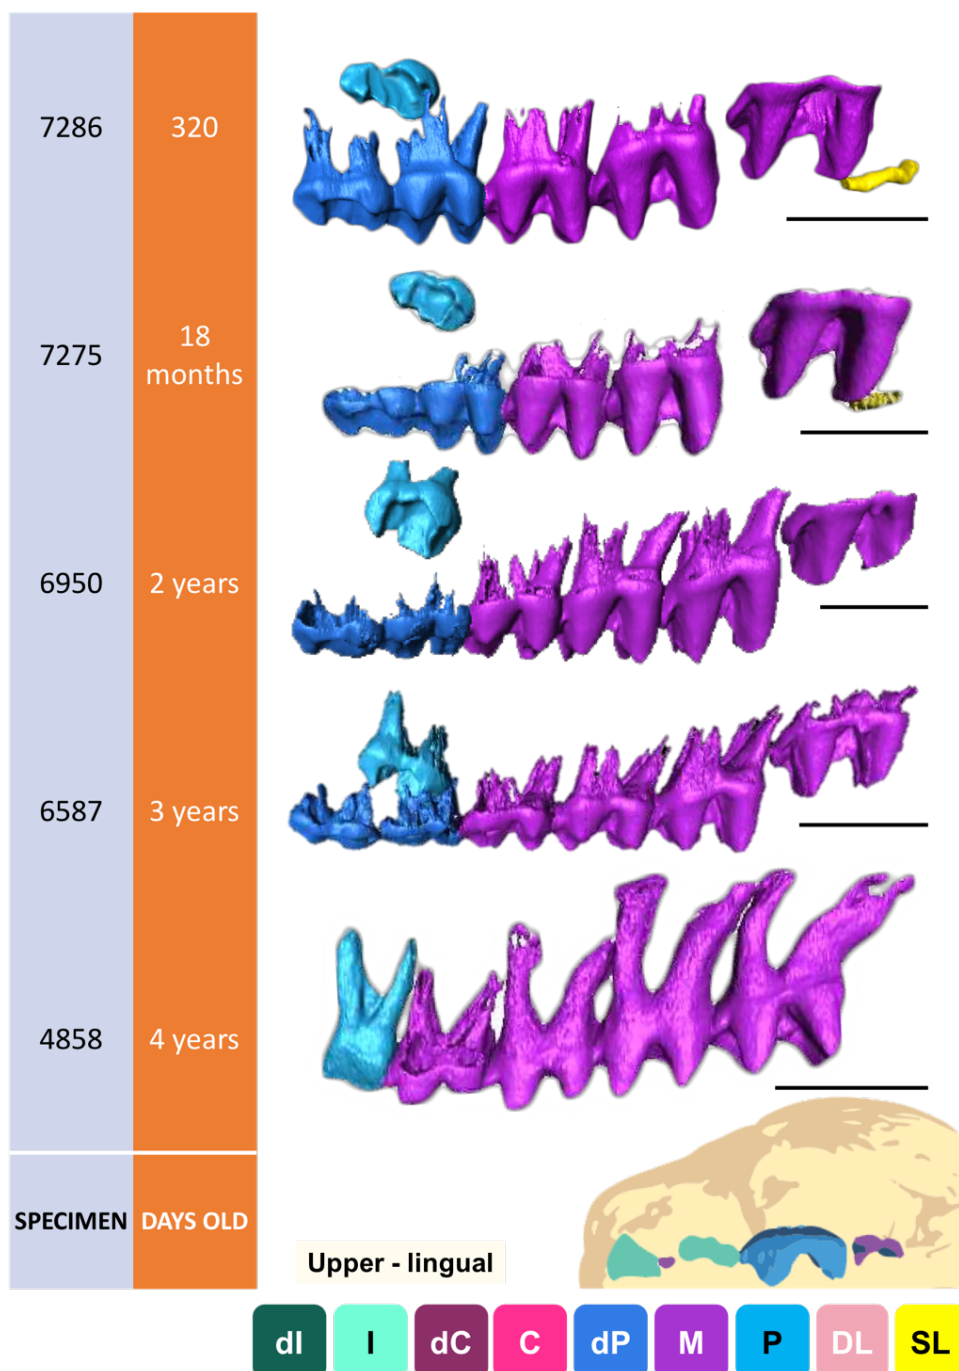 7286 320
7275 18 months
6950 2 years
6587 3 years
4858 4 years
SPECIMEN DAYS OLD
Upper - lingual
dI I dC C dP M P DL SL